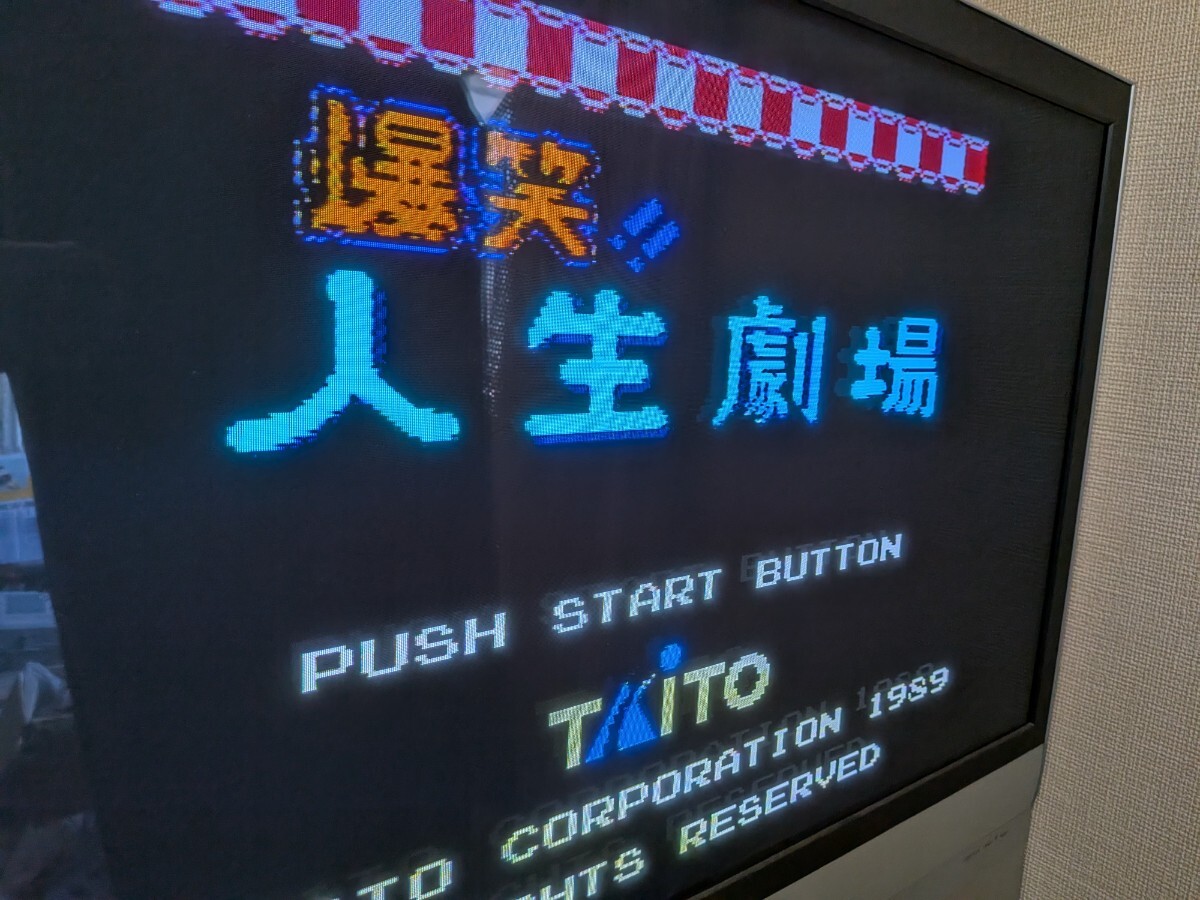 爆笑!!
人生劇場
PUSH START BUTTON
TAITO
CORPORATION 1989
RESERVED